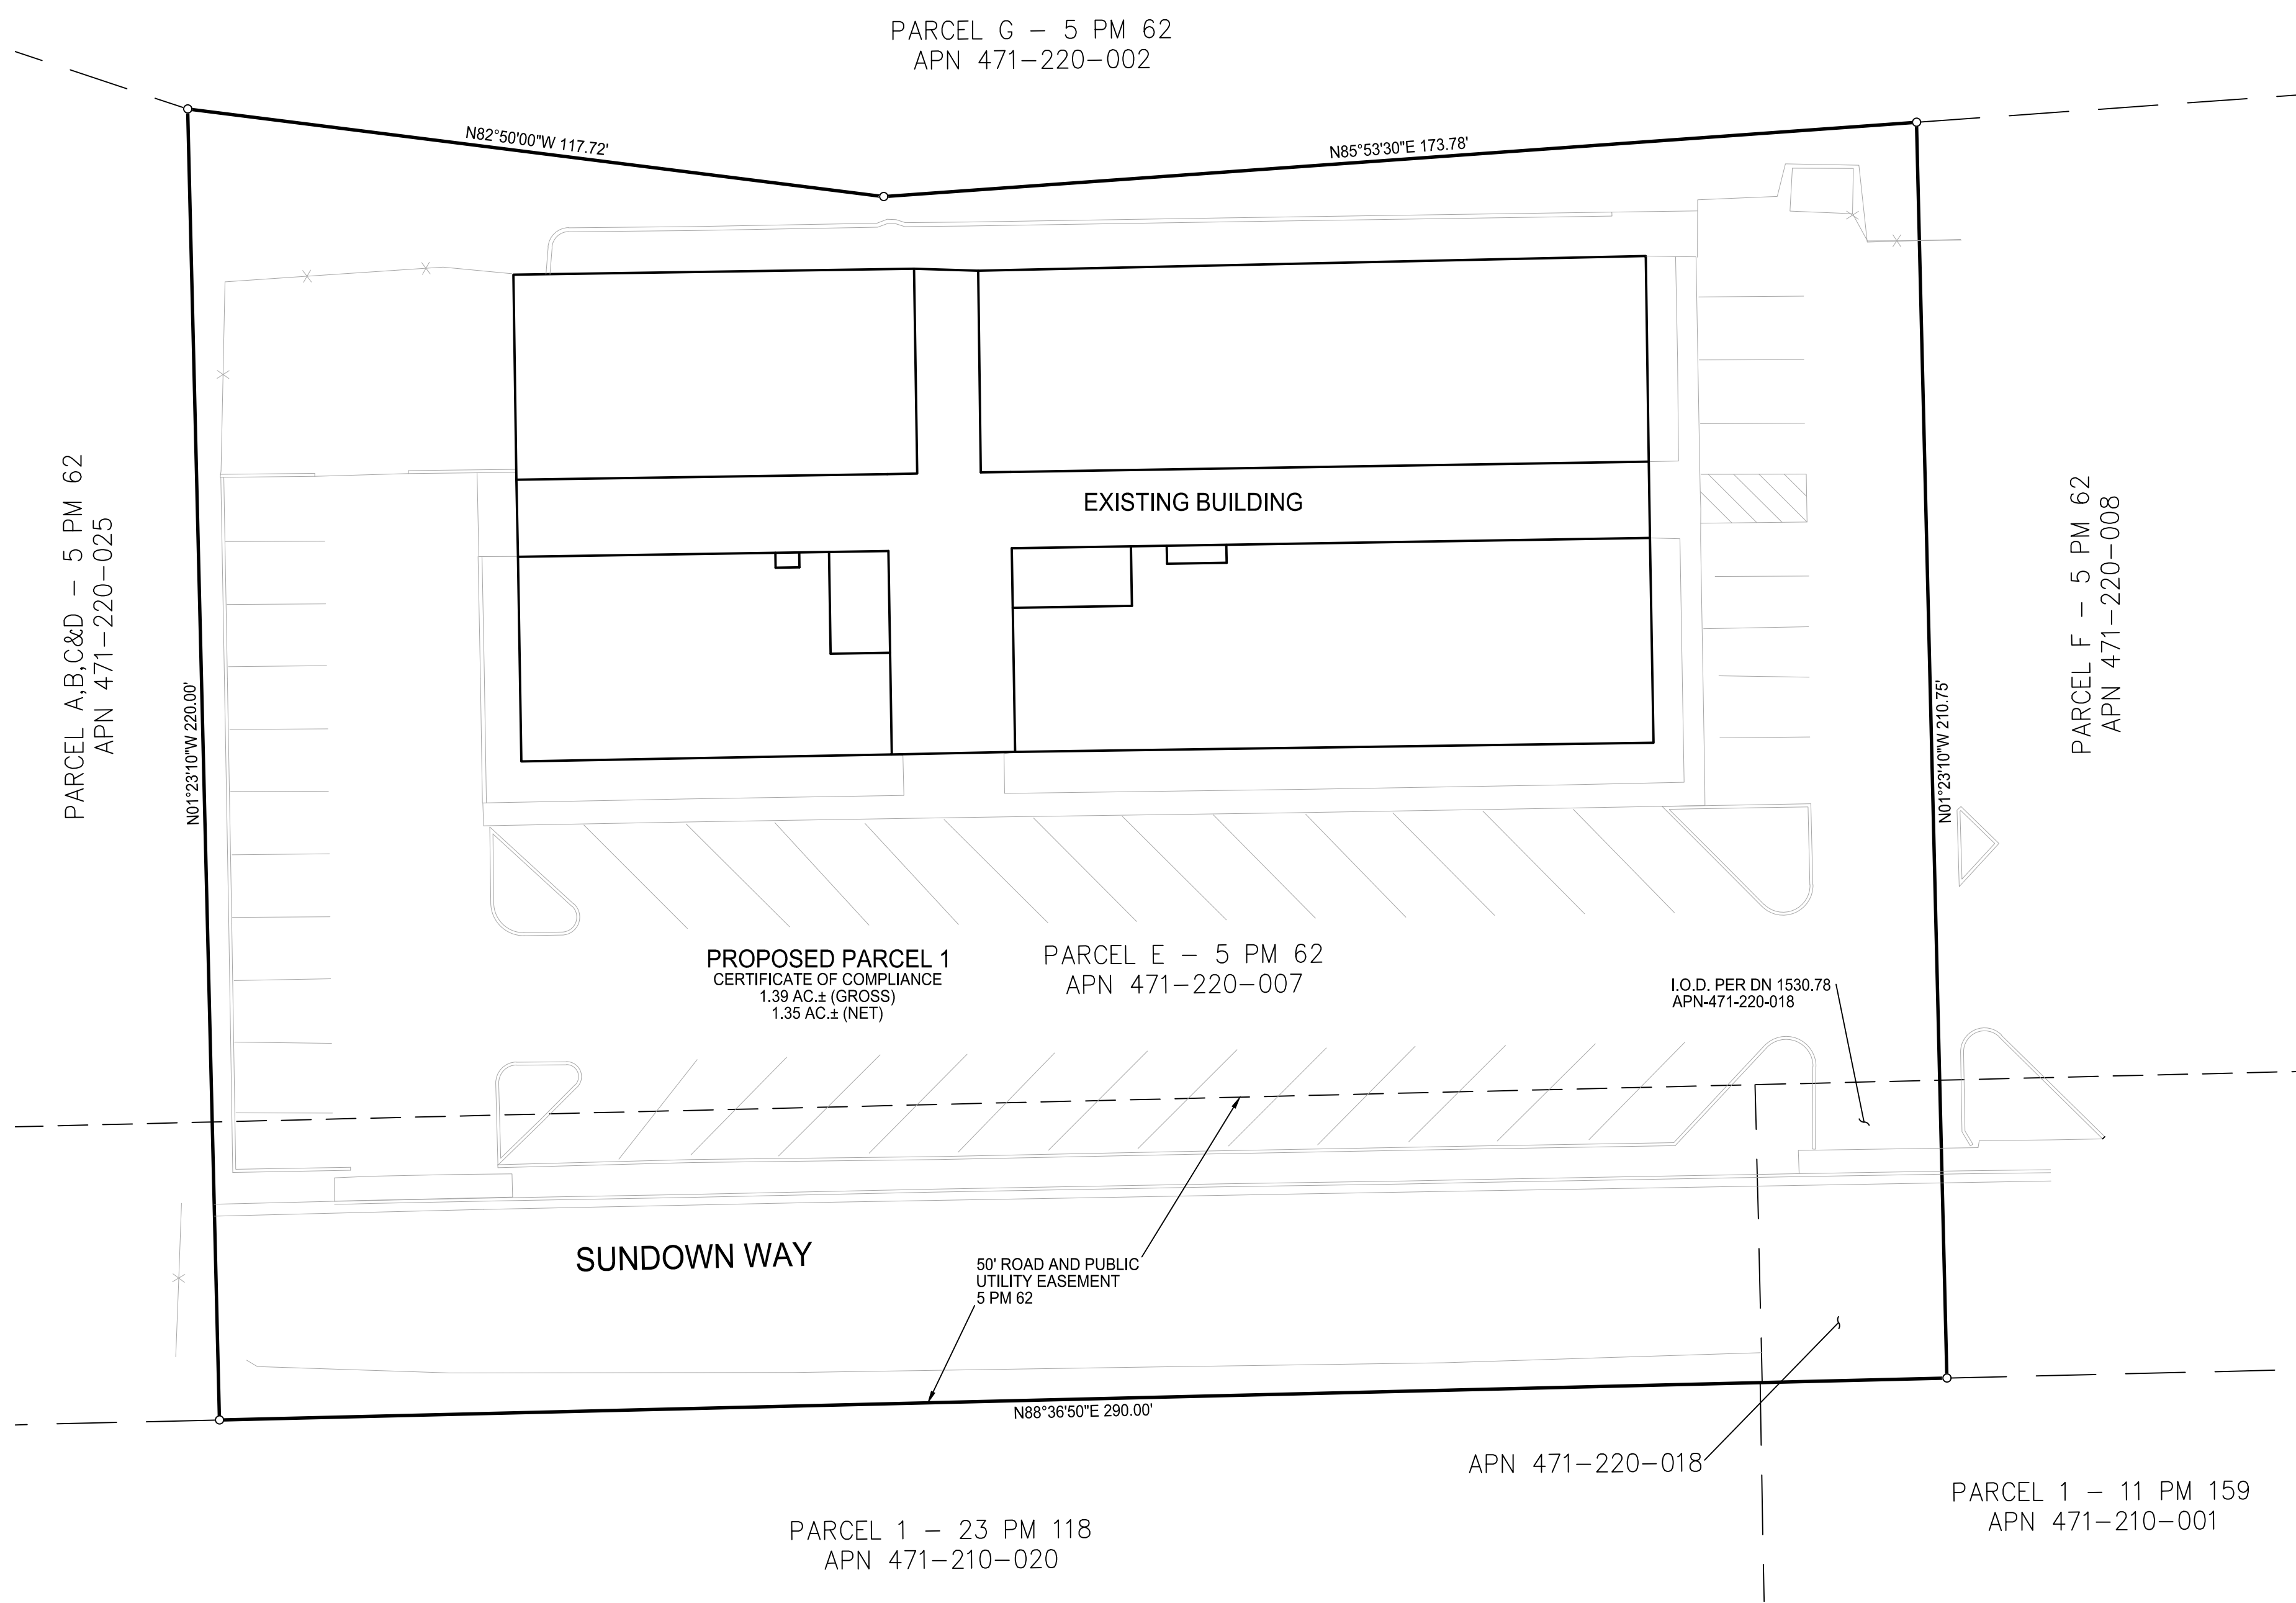 PARCEL G - 5 PM 62
APN 471-220-002
N82°50'00"W 117.72'
N85°53'30"E 173.78'
PARCEL A,B,C&D - 5 PM 62
APN 471-220-025
N01°23'10"W 220.00'
EXISTING BUILDING
PARCEL F - 5 PM 62
APN 471-220-008
N01°23'10"W 210.75'
PROPOSED PARCEL 1
CERTIFICATE OF COMPLIANCE
1.39 AC.± (GROSS)
1.35 AC.± (NET)
PARCEL E - 5 PM 62
APN 471-220-007
I.O.D. PER DN 1530.78
APN-471-220-018
SUNDOWN WAY
50' ROAD AND PUBLIC
UTILITY EASEMENT
5 PM 62
N88°36'50"E 290.00'
APN 471-220-018
PARCEL 1 - 11 PM 159
APN 471-210-001
PARCEL 1 - 23 PM 118
APN 471-210-020